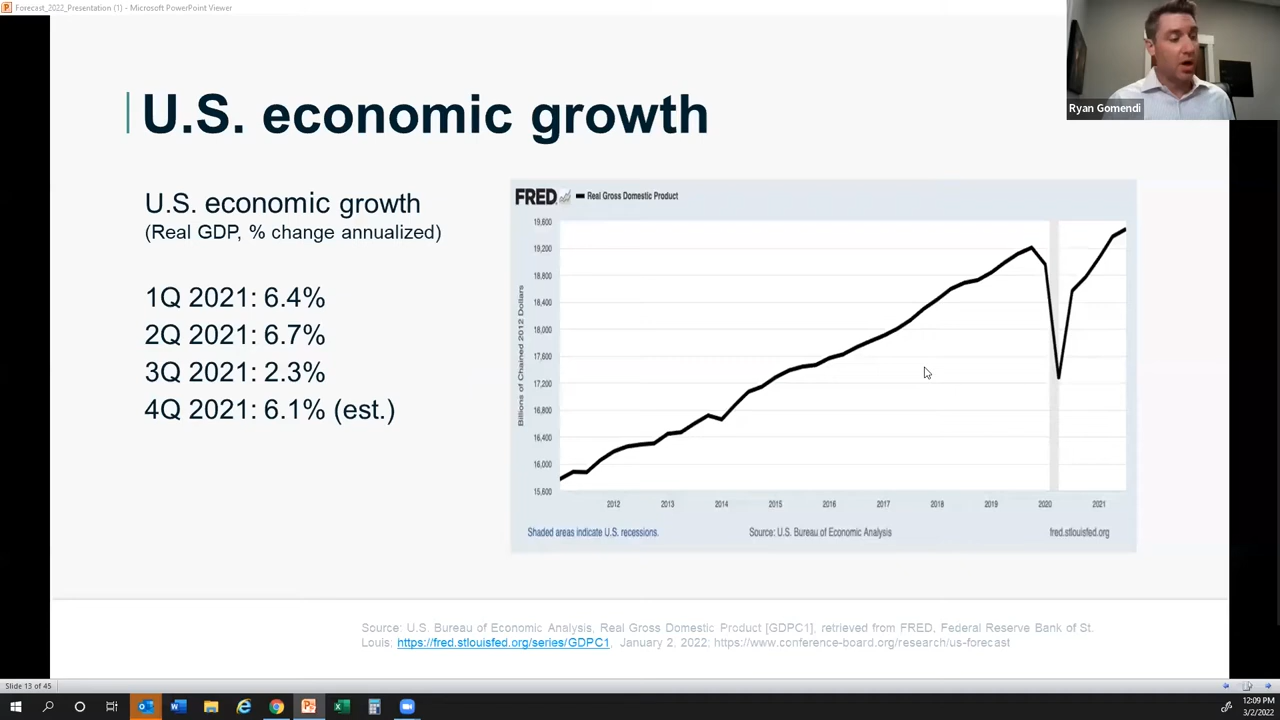 Forecast_2022_Presentation (1) - Microsoft PowerPoint Viewer
Ryan Gomendi
U.S. economic growth
U.S. economic growth
(Real GDP, % change annualized)
1Q 2021: 6.4%
2Q 2021: 6.7%
3Q 2021: 2.3%
4Q 2021: 6.1% (est.)
FRED
Real Gross Domestic Product
Billions of Chained 2012 Dollars
19,600
19,200
18,800
18,400
18,000
17,600
17,200
16,800
16,400
16,000
15,600
2012 2013 2014 2015 2016 2017 2018 2019 2020 2021
Shaded areas indicate U.S. recessions. Source: U.S. Bureau of Economic Analysis fred.stlouisfed.org
Source: U.S. Bureau of Economic Analysis, Real Gross Domestic Product [GDPC1], retrieved from FRED, Federal Reserve Bank of St.
Louis; https://fred.stlouisfed.org/series/GDPC1, January 2, 2022; https://www.conference-board.org/research/us-forecast
Slide 13 of 45
12:09 PM
3/2/2022